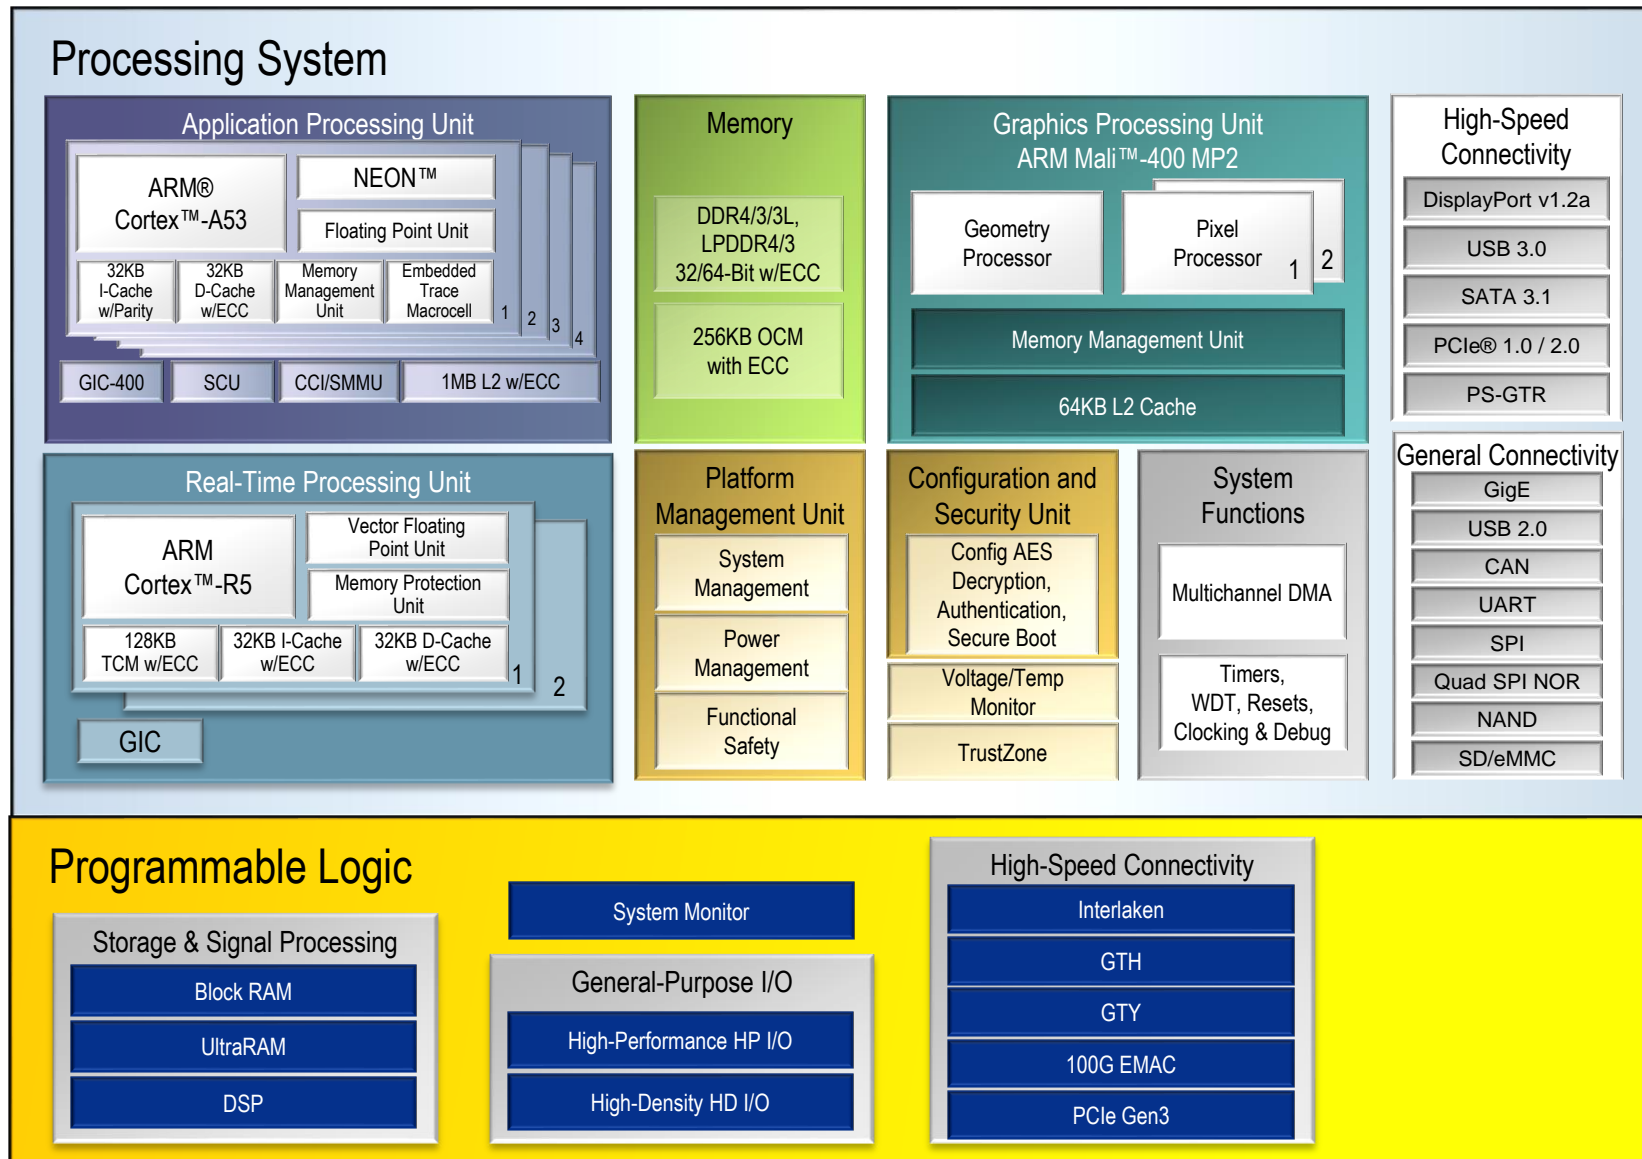 Processing System
Application Processing Unit
ARM®
Cortex™-A53
NEON™
Floating Point Unit
32KB
I-Cache
w/Parity
32KB
D-Cache
w/ECC
Memory
Management
Unit
Embedded
Trace
Macrocell
1
2
3
4
GIC-400
SCU
CCI/SMMU
1MB L2 w/ECC
Memory
DDR4/3/3L,
LPDDR4/3
32/64-Bit w/ECC
256KB OCM
with ECC
Graphics Processing Unit
ARM Mali™-400 MP2
Geometry
Processor
Pixel
Processor
1
2
Memory Management Unit
64KB L2 Cache
High-Speed
Connectivity
DisplayPort v1.2a
USB 3.0
SATA 3.1
PCIe® 1.0 / 2.0
PS-GTR
Real-Time Processing Unit
ARM
Cortex™-R5
Vector Floating
Point Unit
Memory Protection
Unit
128KB
TCM w/ECC
32KB I-Cache
w/ECC
32KB D-Cache
w/ECC
1
2
GIC
Platform
Management Unit
System
Management
Power
Management
Functional
Safety
Configuration and
Security Unit
Config AES
Decryption,
Authentication,
Secure Boot
Voltage/Temp
Monitor
TrustZone
System
Functions
Multichannel DMA
Timers,
WDT, Resets,
Clocking & Debug
General Connectivity
GigE
USB 2.0
CAN
UART
SPI
Quad SPI NOR
NAND
SD/eMMC
Programmable Logic
Storage & Signal Processing
Block RAM
UltraRAM
DSP
System Monitor
General-Purpose I/O
High-Performance HP I/O
High-Density HD I/O
High-Speed Connectivity
Interlaken
GTH
GTY
100G EMAC
PCIe Gen3